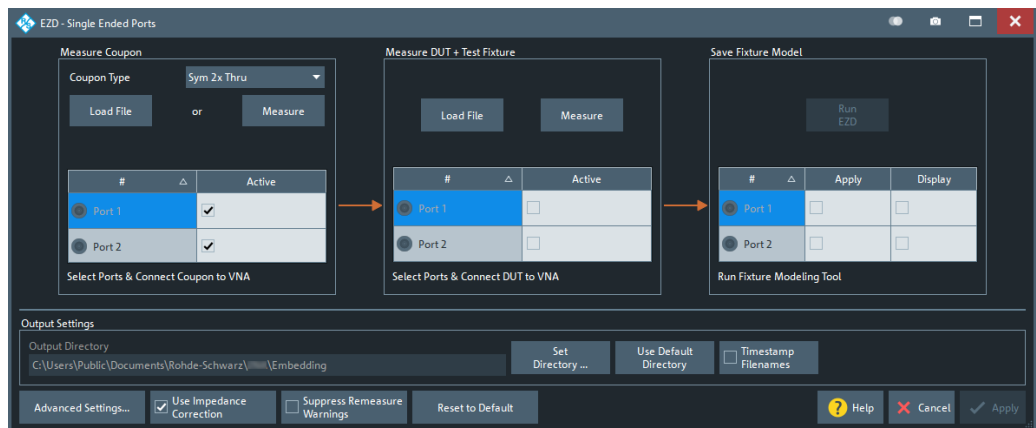 EZD - Single Ended Ports
Measure Coupon
Coupon Type
Sym 2x Thru
Load File
or
Measure
# Active
Port 1
Port 2
Select Ports & Connect Coupon to VNA
Measure DUT + Test Fixture
Load File
Measure
# Active
Port 1
Port 2
Select Ports & Connect DUT to VNA
Save Fixture Model
Run
EZD
# Apply Display
Port 1
Port 2
Run Fixture Modeling Tool
Output Settings
Output Directory
C:\Users\Public\Documents\Rohde-Schwarz\ \Embedding
Set
Directory ...
Use Default
Directory
Timestamp
Filenames
Advanced Settings...
Use Impedance
Correction
Suppress Remeasure
Warnings
Reset to Default
Help
Cancel
Apply